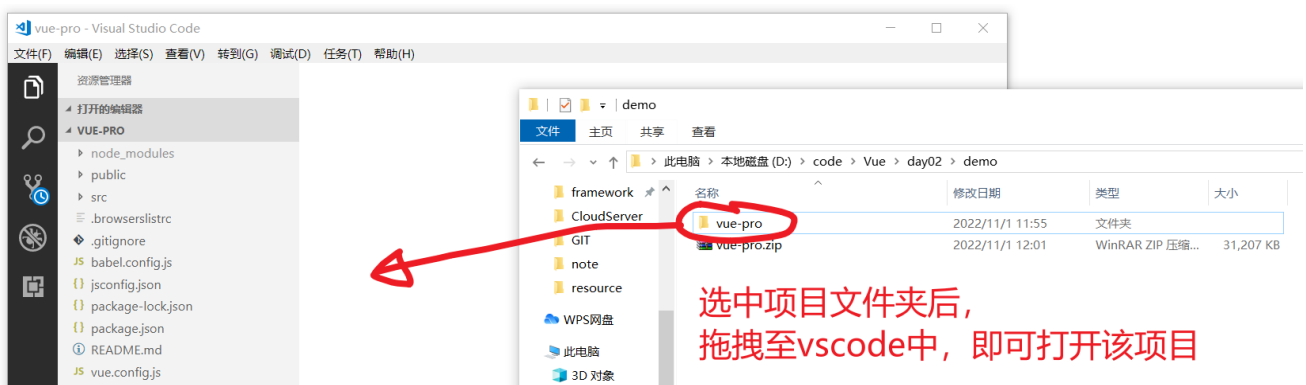 vue-pro - Visual Studio Code
文件(F) 编辑(E) 选择(S) 查看(V) 转到(G) 调试(D) 任务(T) 帮助(H)
资源管理器
打开的编辑器
VUE-PRO
node_modules
public
src
.browserslistrc
.gitignore
JS babel.config.js
{} jsconfig.json
{} package-lock.json
{} package.json
README.md
JS vue.config.js
demo
文件 主页 共享 查看
此电脑 本地磁盘 (D:) code Vue day02 demo
framework
CloudServer
GIT
note
resource
WPS网盘
此电脑
3D 对象
名称 修改日期 类型 大小
vue-pro 2022/11/1 11:55 文件夹
vue-pro.zip 2022/11/1 12:01 WinRAR ZIP 压缩... 31,207 KB
选中项目文件夹后，
拖拽至vscode中，即可打开该项目